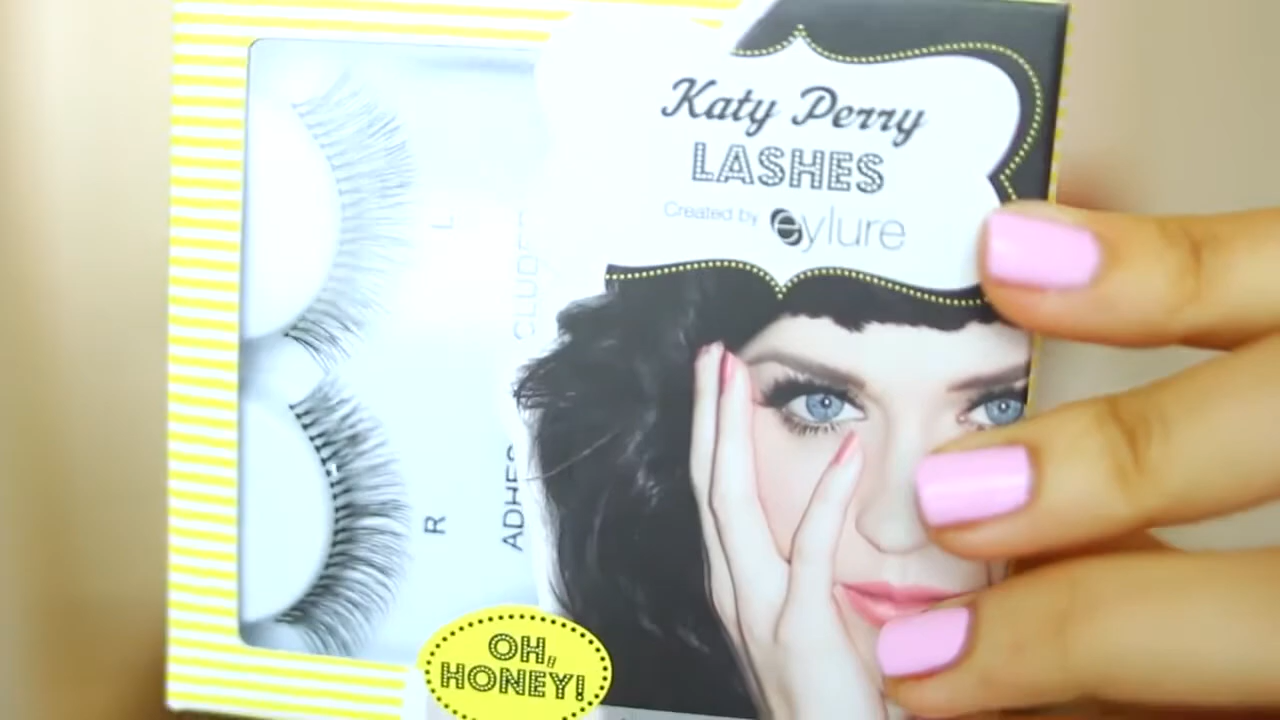 Katy Perry
LASHES
Created by eylure
L
R
OH,
HONEY!